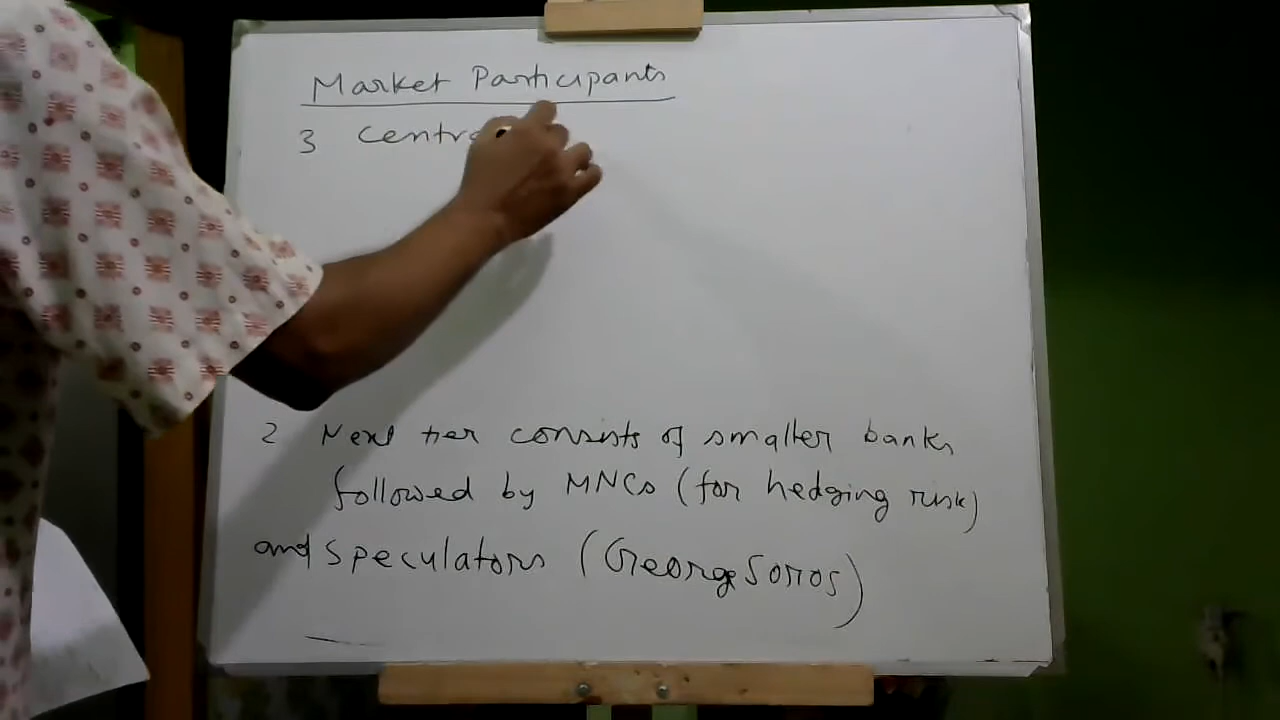 Market Participants
3 Centr
2 Next tier consists of smaller banks
followed by MNCs (for hedging risk)
and speculators (George Soros)